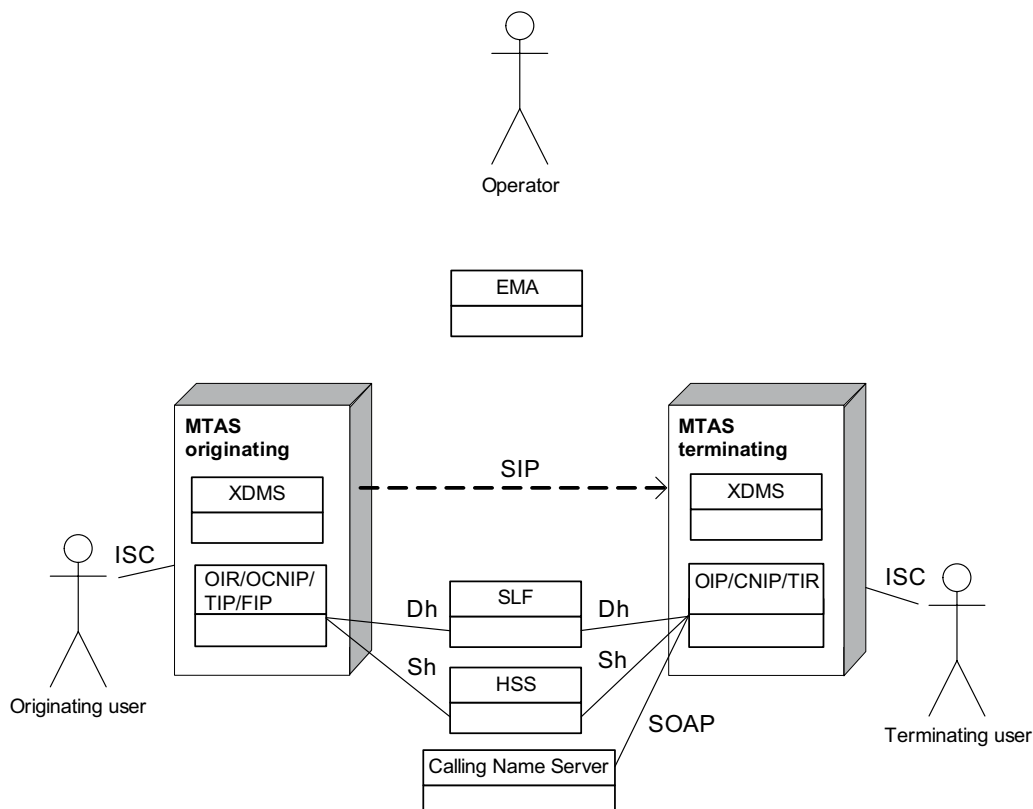 Operator
EMA
MTAS
originating
MTAS
terminating
SIP
XDMS
XDMS
ISC
OIR/OCNIP/
TIP/FIP
OIP/CNIP/TIR
ISC
Dh
SLF
Dh
Sh
HSS
Sh
Originating user
SOAP
Terminating user
Calling Name Server